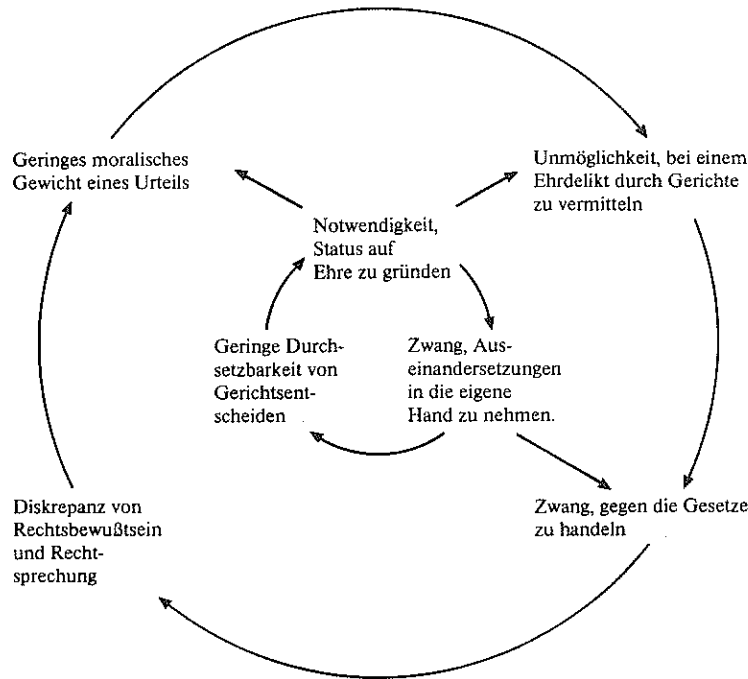 Geringes moralisches
Gewicht eines Urteils
Unmöglichkeit, bei einem
Ehrdelikt durch Gerichte
zu vermitteln
Notwendigkeit,
Status auf
Ehre zu gründen
Geringe Durch-
setzbarkeit von
Gerichtsent-
scheiden
Zwang, Aus-
einandersetzungen
in die eigene
Hand zu nehmen.
Diskrepanz von
Rechtsbewußtsein
und Recht-
sprechung
Zwang, gegen die Gesetze
zu handeln